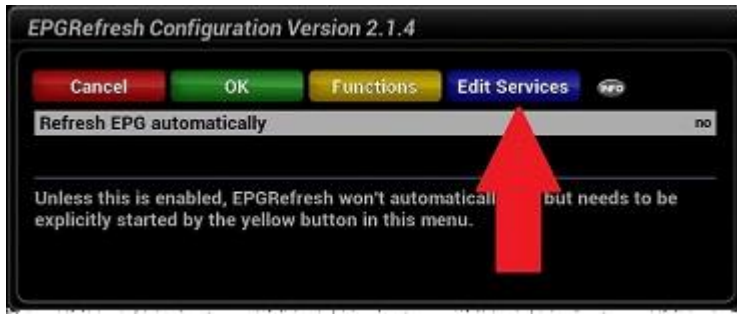 EPGRefresh Configuration Version 2.1.4
Cancel OK Functions Edit Services INFO
Refresh EPG automatically no
Unless this is enabled, EPGRefresh won't automatically but needs to be
explicitly started by the yellow button in this menu.